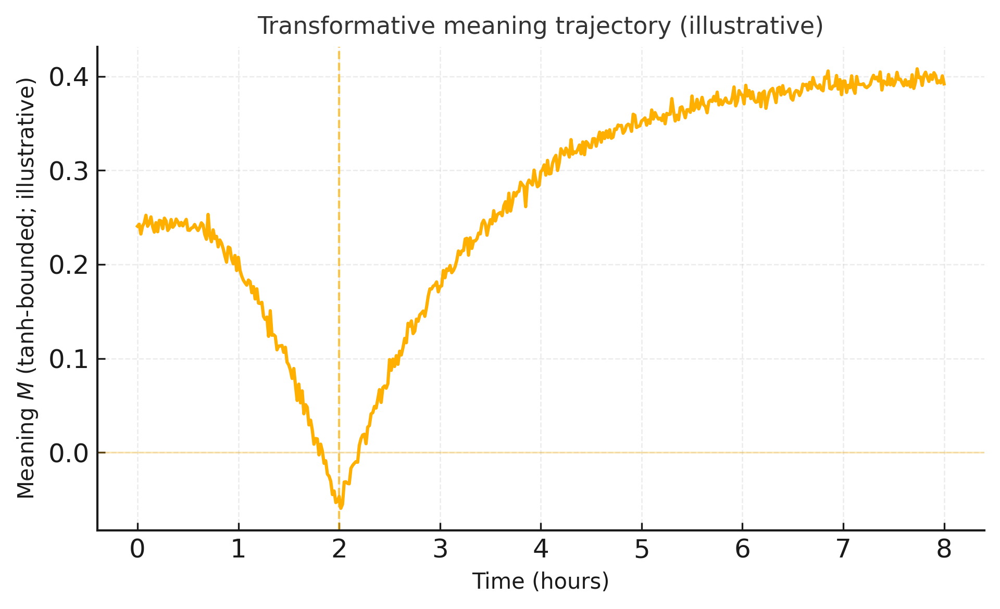 Transformative meaning trajectory (illustrative)
Meaning M (tanh-bounded; illustrative)
0.4
0.3
0.2
0.1
0.0
0 1 2 3 4 5 6 7 8
Time (hours)